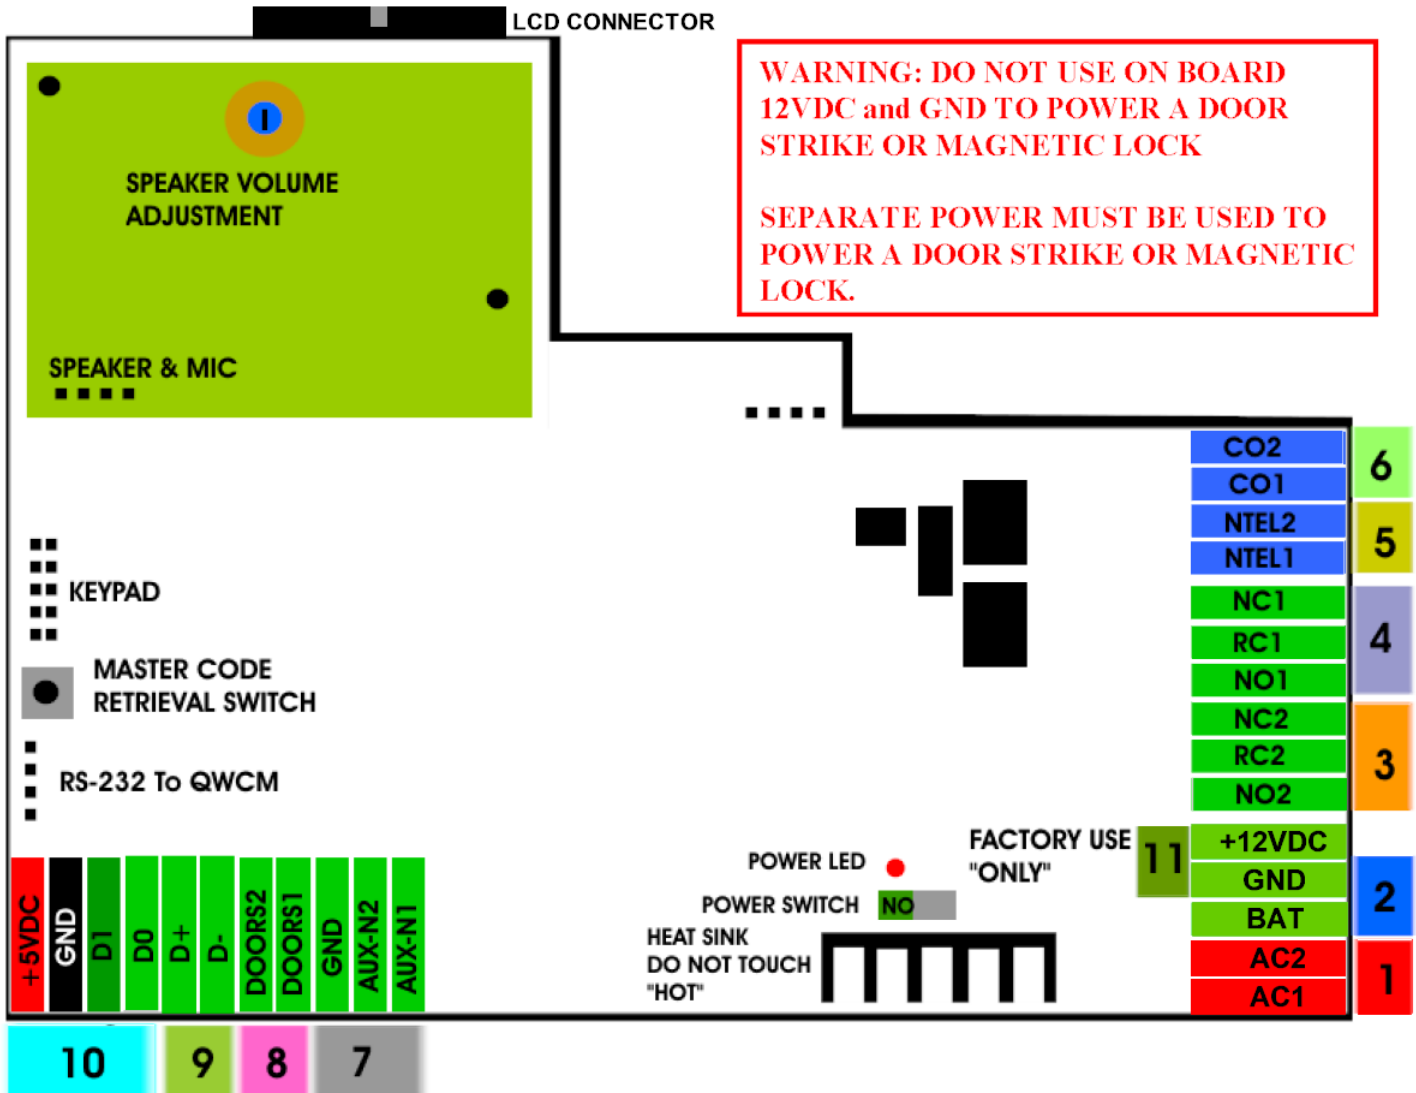 LCD CONNECTOR
WARNING: DO NOT USE ON BOARD
12VDC and GND TO POWER A DOOR
STRIKE OR MAGNETIC LOCK
SEPARATE POWER MUST BE USED TO
POWER A DOOR STRIKE OR MAGNETIC
LOCK.
I
SPEAKER VOLUME
ADJUSTMENT
SPEAKER & MIC
KEYPAD
MASTER CODE
RETRIEVAL SWITCH
RS-232 To QWCM
CO2
CO1
6
NTEL2
NTEL1
5
NC1
RC1
NO1
4
NC2
RC2
NO2
3
FACTORY USE
"ONLY"
11
+12VDC
GND
BAT
2
AC2
AC1
1
POWER LED
POWER SWITCH
NO
HEAT SINK
DO NOT TOUCH
"HOT"
+5VDC
GND
D1
D0
D+
D-
DOORS2
DOORS1
GND
AUX-N2
AUX-N1
10
9
8
7